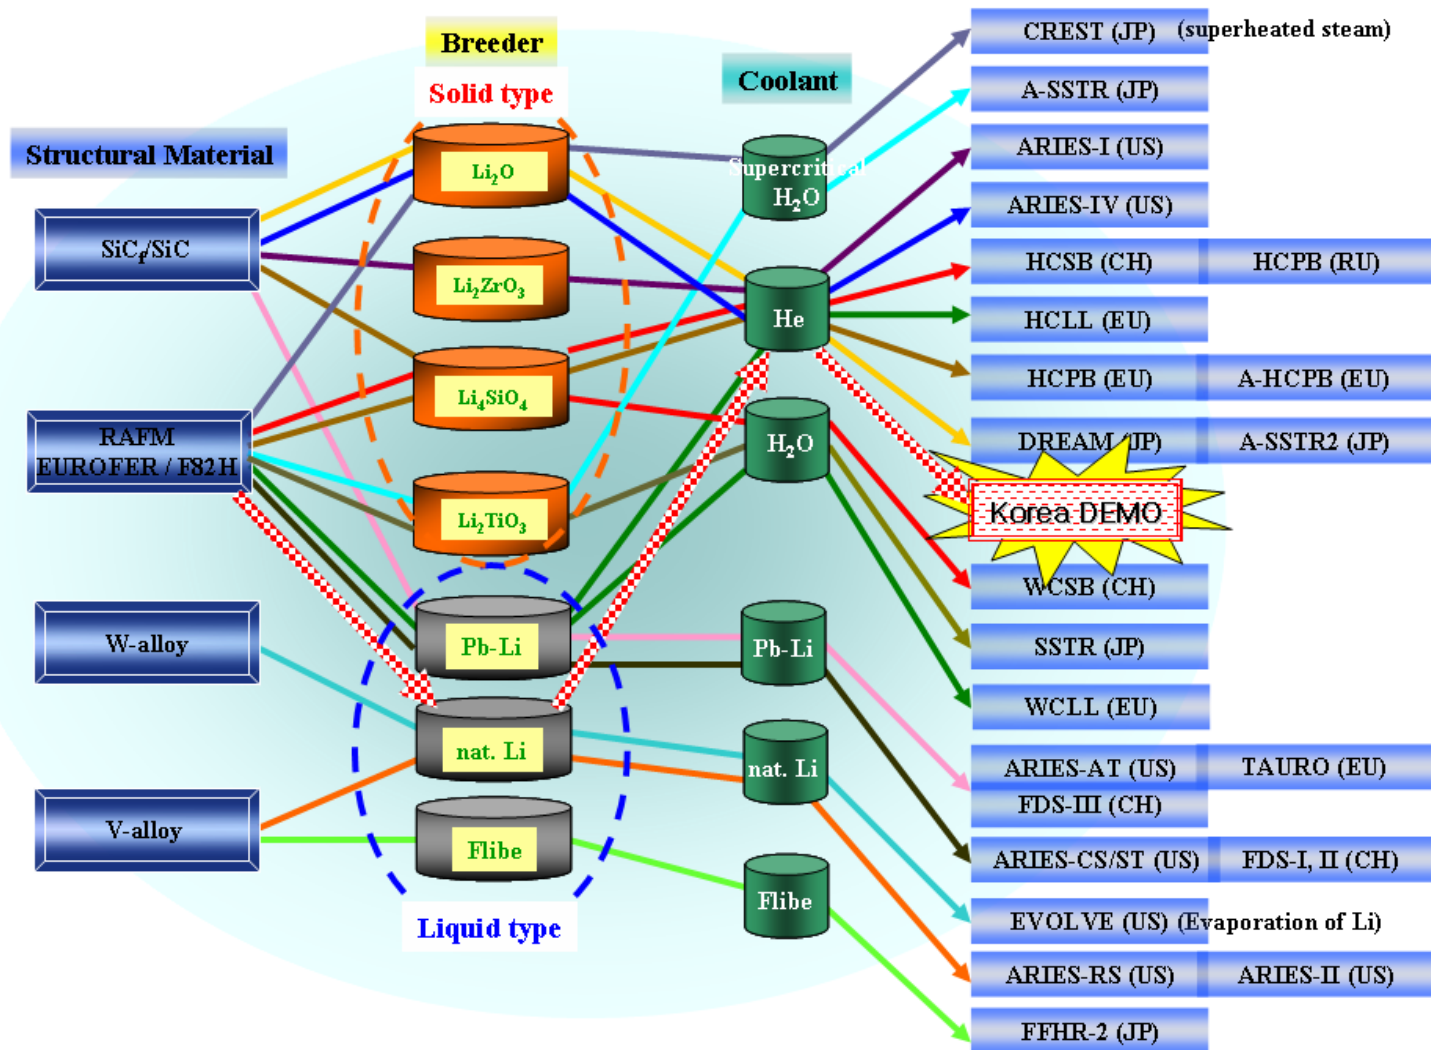 Structural Material
SiCf/SiC
RAFM
EUROFER / F82H
W-alloy
V-alloy
Breeder
Solid type
Li2O
Li2ZrO3
Li4SiO4
Li2TiO3
Pb-Li
nat. Li
Flibe
Liquid type
Coolant
Supercritical
H2O
He
H2O
Pb-Li
nat. Li
Flibe
CREST (JP) (superheated steam)
A-SSTR (JP)
ARIES-I (US)
ARIES-IV (US)
HCSB (CH) HCPB (RU)
HCLL (EU)
HCPB (EU) A-HCPB (EU)
DREAM (JP) A-SSTR2 (JP)
Korea DEMO
WCSB (CH)
SSTR (JP)
WCLL (EU)
ARIES-AT (US) TAURO (EU)
FDS-III (CH)
ARIES-CS/ST (US) FDS-I, II (CH)
EVOLVE (US) (Evaporation of Li)
ARIES-RS (US) ARIES-II (US)
FFHR-2 (JP)